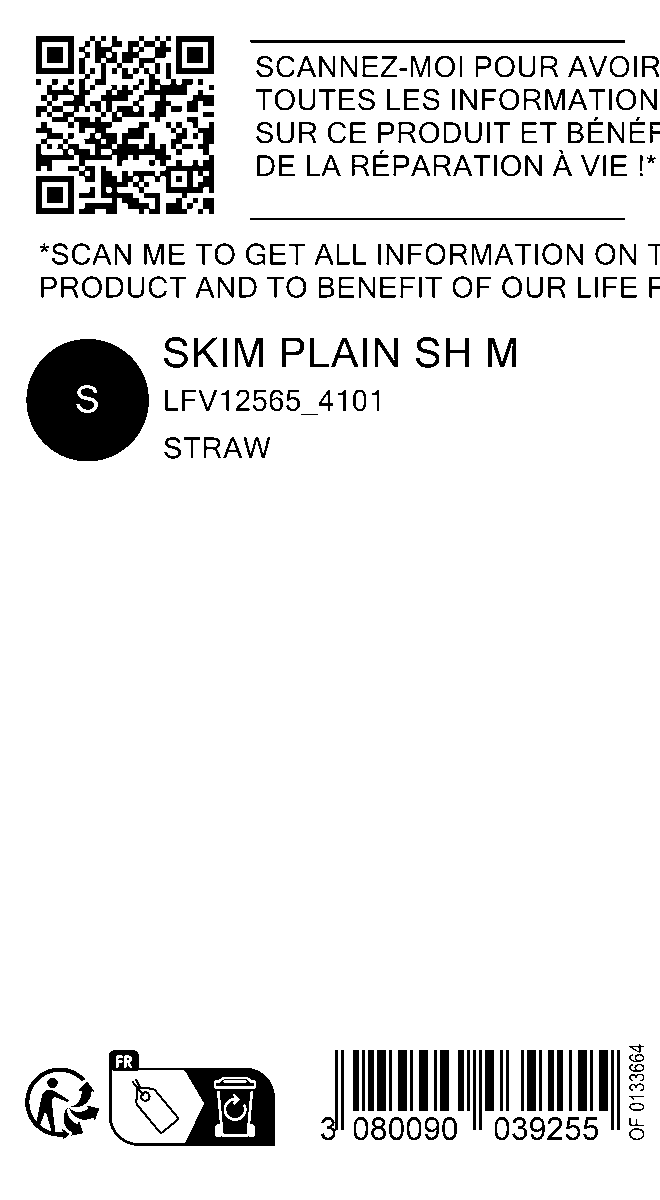 SCANNEZ-MOI POUR AVOIR
TOUTES LES INFORMATION
SUR CE PRODUIT ET BÉNÉF
DE LA RÉPARATION À VIE !*
*SCAN ME TO GET ALL INFORMATION ON T
PRODUCT AND TO BENEFIT OF OUR LIFE
SKIM PLAIN SH M
S
LFV12565_4101
STRAW
FR
3 080090 039255
OF 0133664